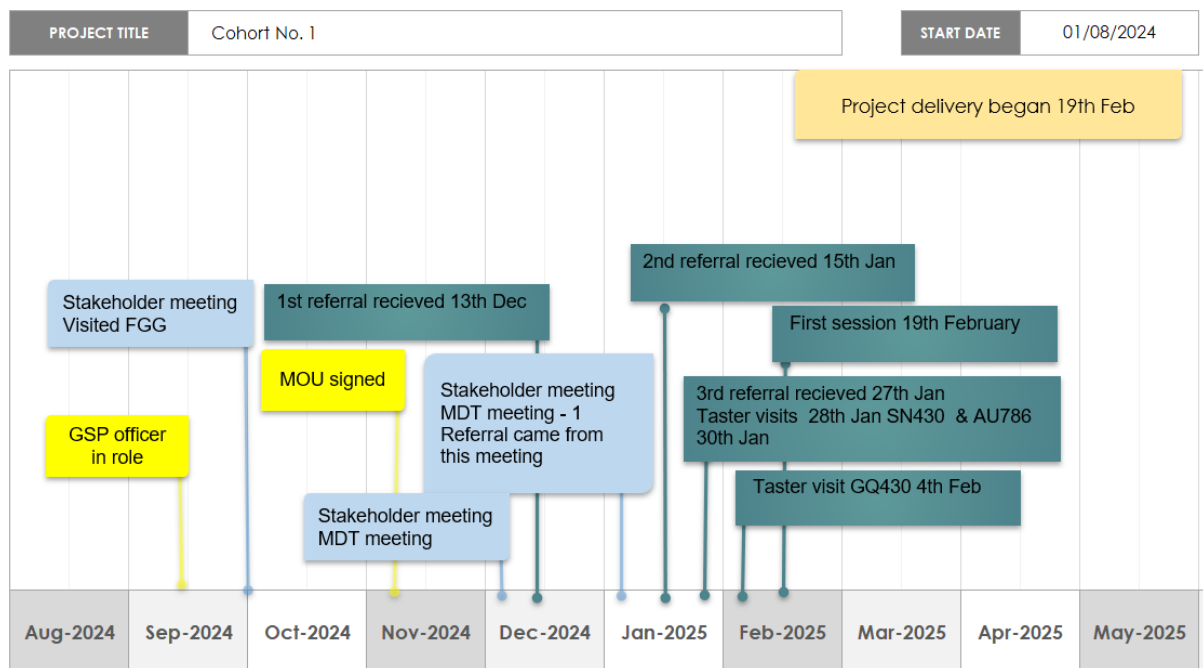 PROJECT TITLE
Cohort No. 1
START DATE
01/08/2024
Project delivery began 19th Feb
2nd referral recieved 15th Jan
Stakeholder meeting
Visited FGG
1st referral recieved 13th Dec
First session 19th February
MOU signed
Stakeholder meeting
MDT meeting - 1
Referral came from
this meeting
3rd referral recieved 27th Jan
Taster visits 28th Jan SN430 & AU786
30th Jan
GSP officer
in role
Taster visit GQ430 4th Feb
Stakeholder meeting
MDT meeting
Aug-2024
Sep-2024
Oct-2024
Nov-2024
Dec-2024
Jan-2025
Feb-2025
Mar-2025
Apr-2025
May-2025